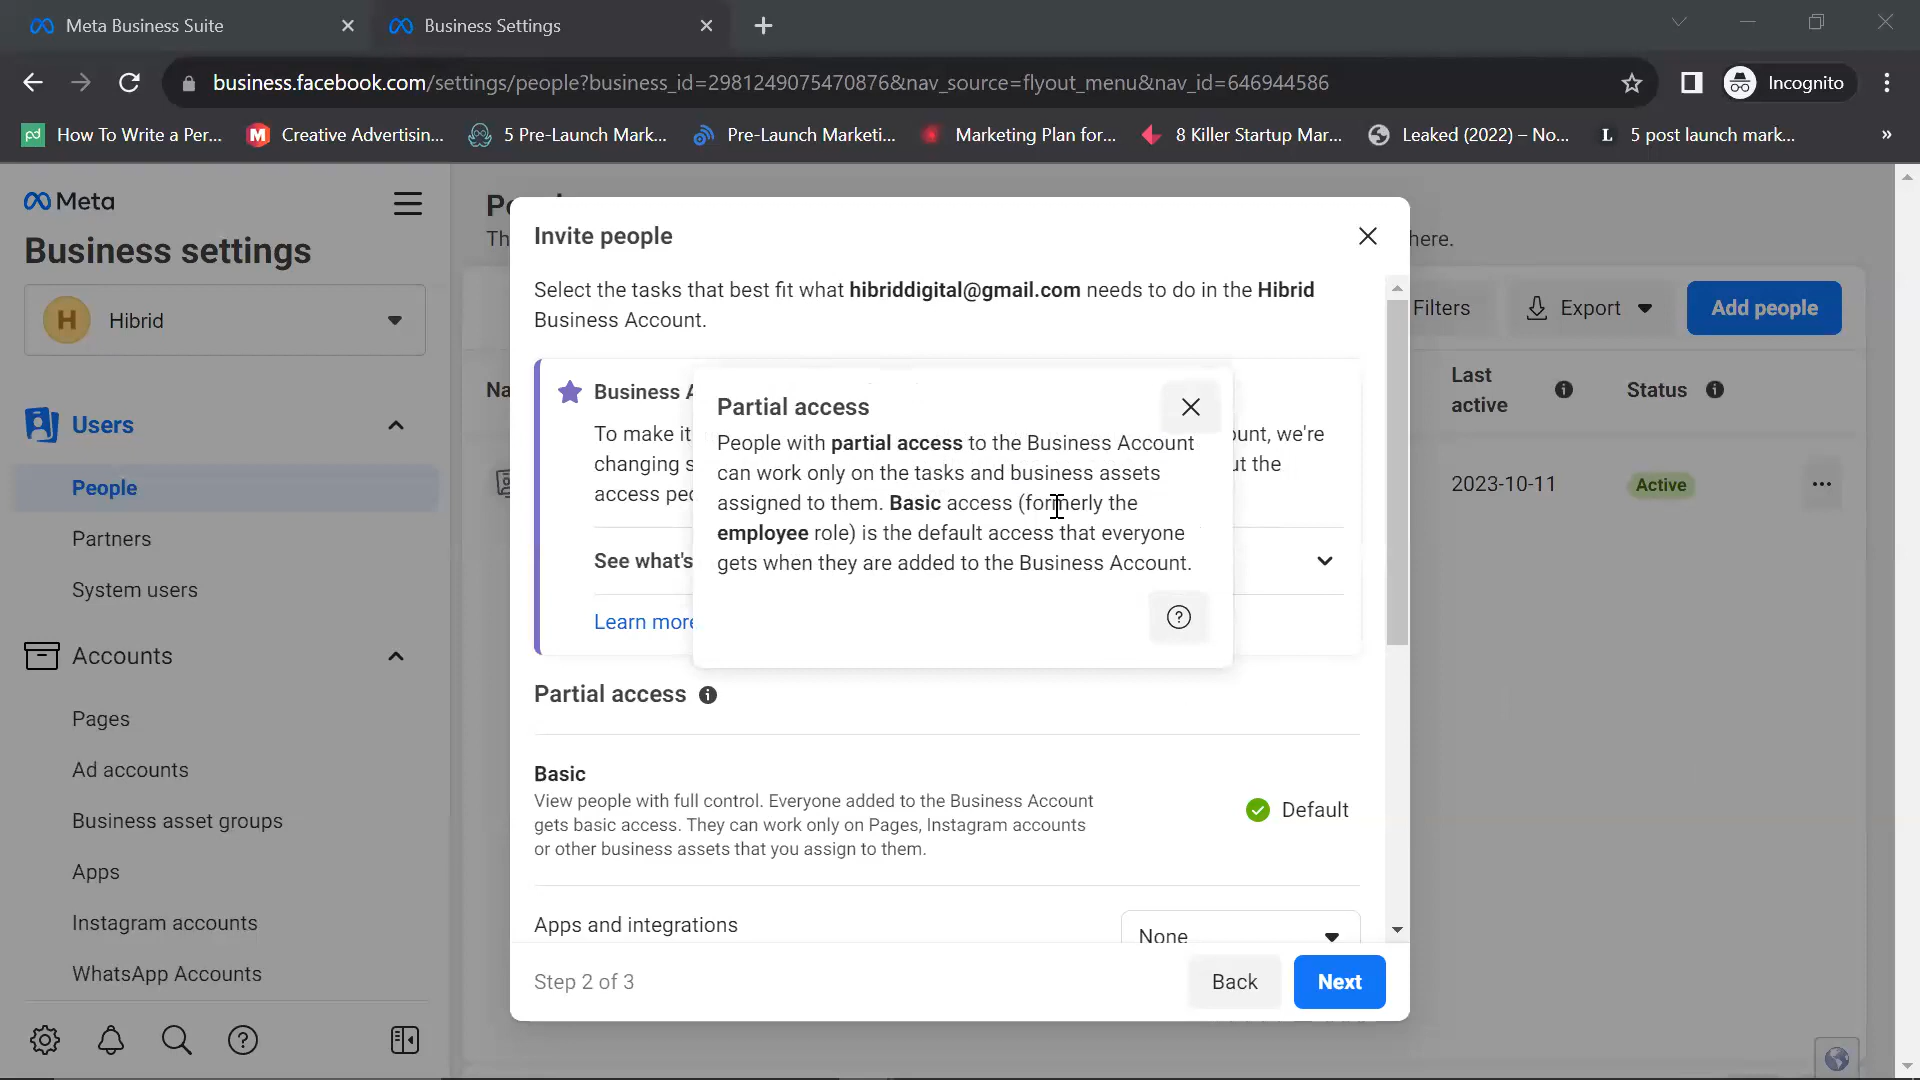 Meta Business Suite
Business Settings
business.facebook.com/settings/people?business_id=2981249075470876&nav_source=flyout_menu&nav_id=646944586
Incognito
pd How To Write a Per...
M Creative Advertisin...
5 Pre-Launch Mark...
Pre-Launch Marketi...
Marketing Plan for...
8 Killer Startup Mar...
Leaked (2022) – No...
L 5 post launch mark...
»
Meta
Business settings
H Hibrid
Users
People
Partners
System users
Accounts
Pages
Ad accounts
Business asset groups
Apps
Instagram accounts
WhatsApp Accounts
here.
Filters
Export
Add people
Na
Last
active
Status
2023-10-11
Active
Invite people
Select the tasks that best fit what hibriddigital@gmail.com needs to do in the Hibrid
Business Account.
Business A
To make it
ount, we're
changing s
ut the
access peo
See what's
Learn more
Partial access
People with partial access to the Business Account
can work only on the tasks and business assets
assigned to them. Basic access (formerly the
employee role) is the default access that everyone
gets when they are added to the Business Account.
Partial access
Basic
View people with full control. Everyone added to the Business Account
gets basic access. They can work only on Pages, Instagram accounts
or other business assets that you assign to them.
Default
Apps and integrations
None
Step 2 of 3
Back
Next